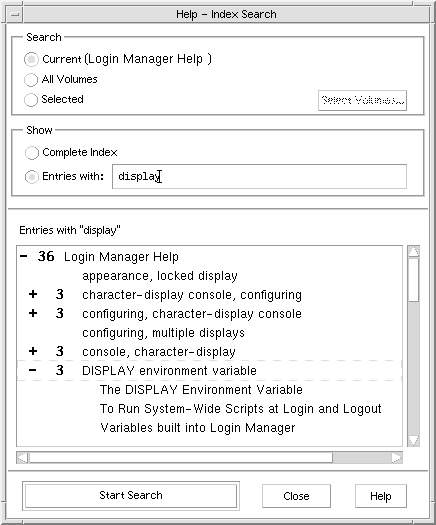 Help - Index Search
Search
Current (Login Manager Help )
All Volumes
Selected
Select Volumes...
Show
Complete Index
Entries with: display
Entries with "display"
- 36 Login Manager Help
appearance, locked display
+ 3 character-display console, configuring
+ 3 configuring, character-display console
configuring, multiple displays
+ 3 console, character-display
- 3 DISPLAY environment variable
The DISPLAY Environment Variable
To Run System-Wide Scripts at Login and Logout
Variables built into Login Manager
Start Search Close Help